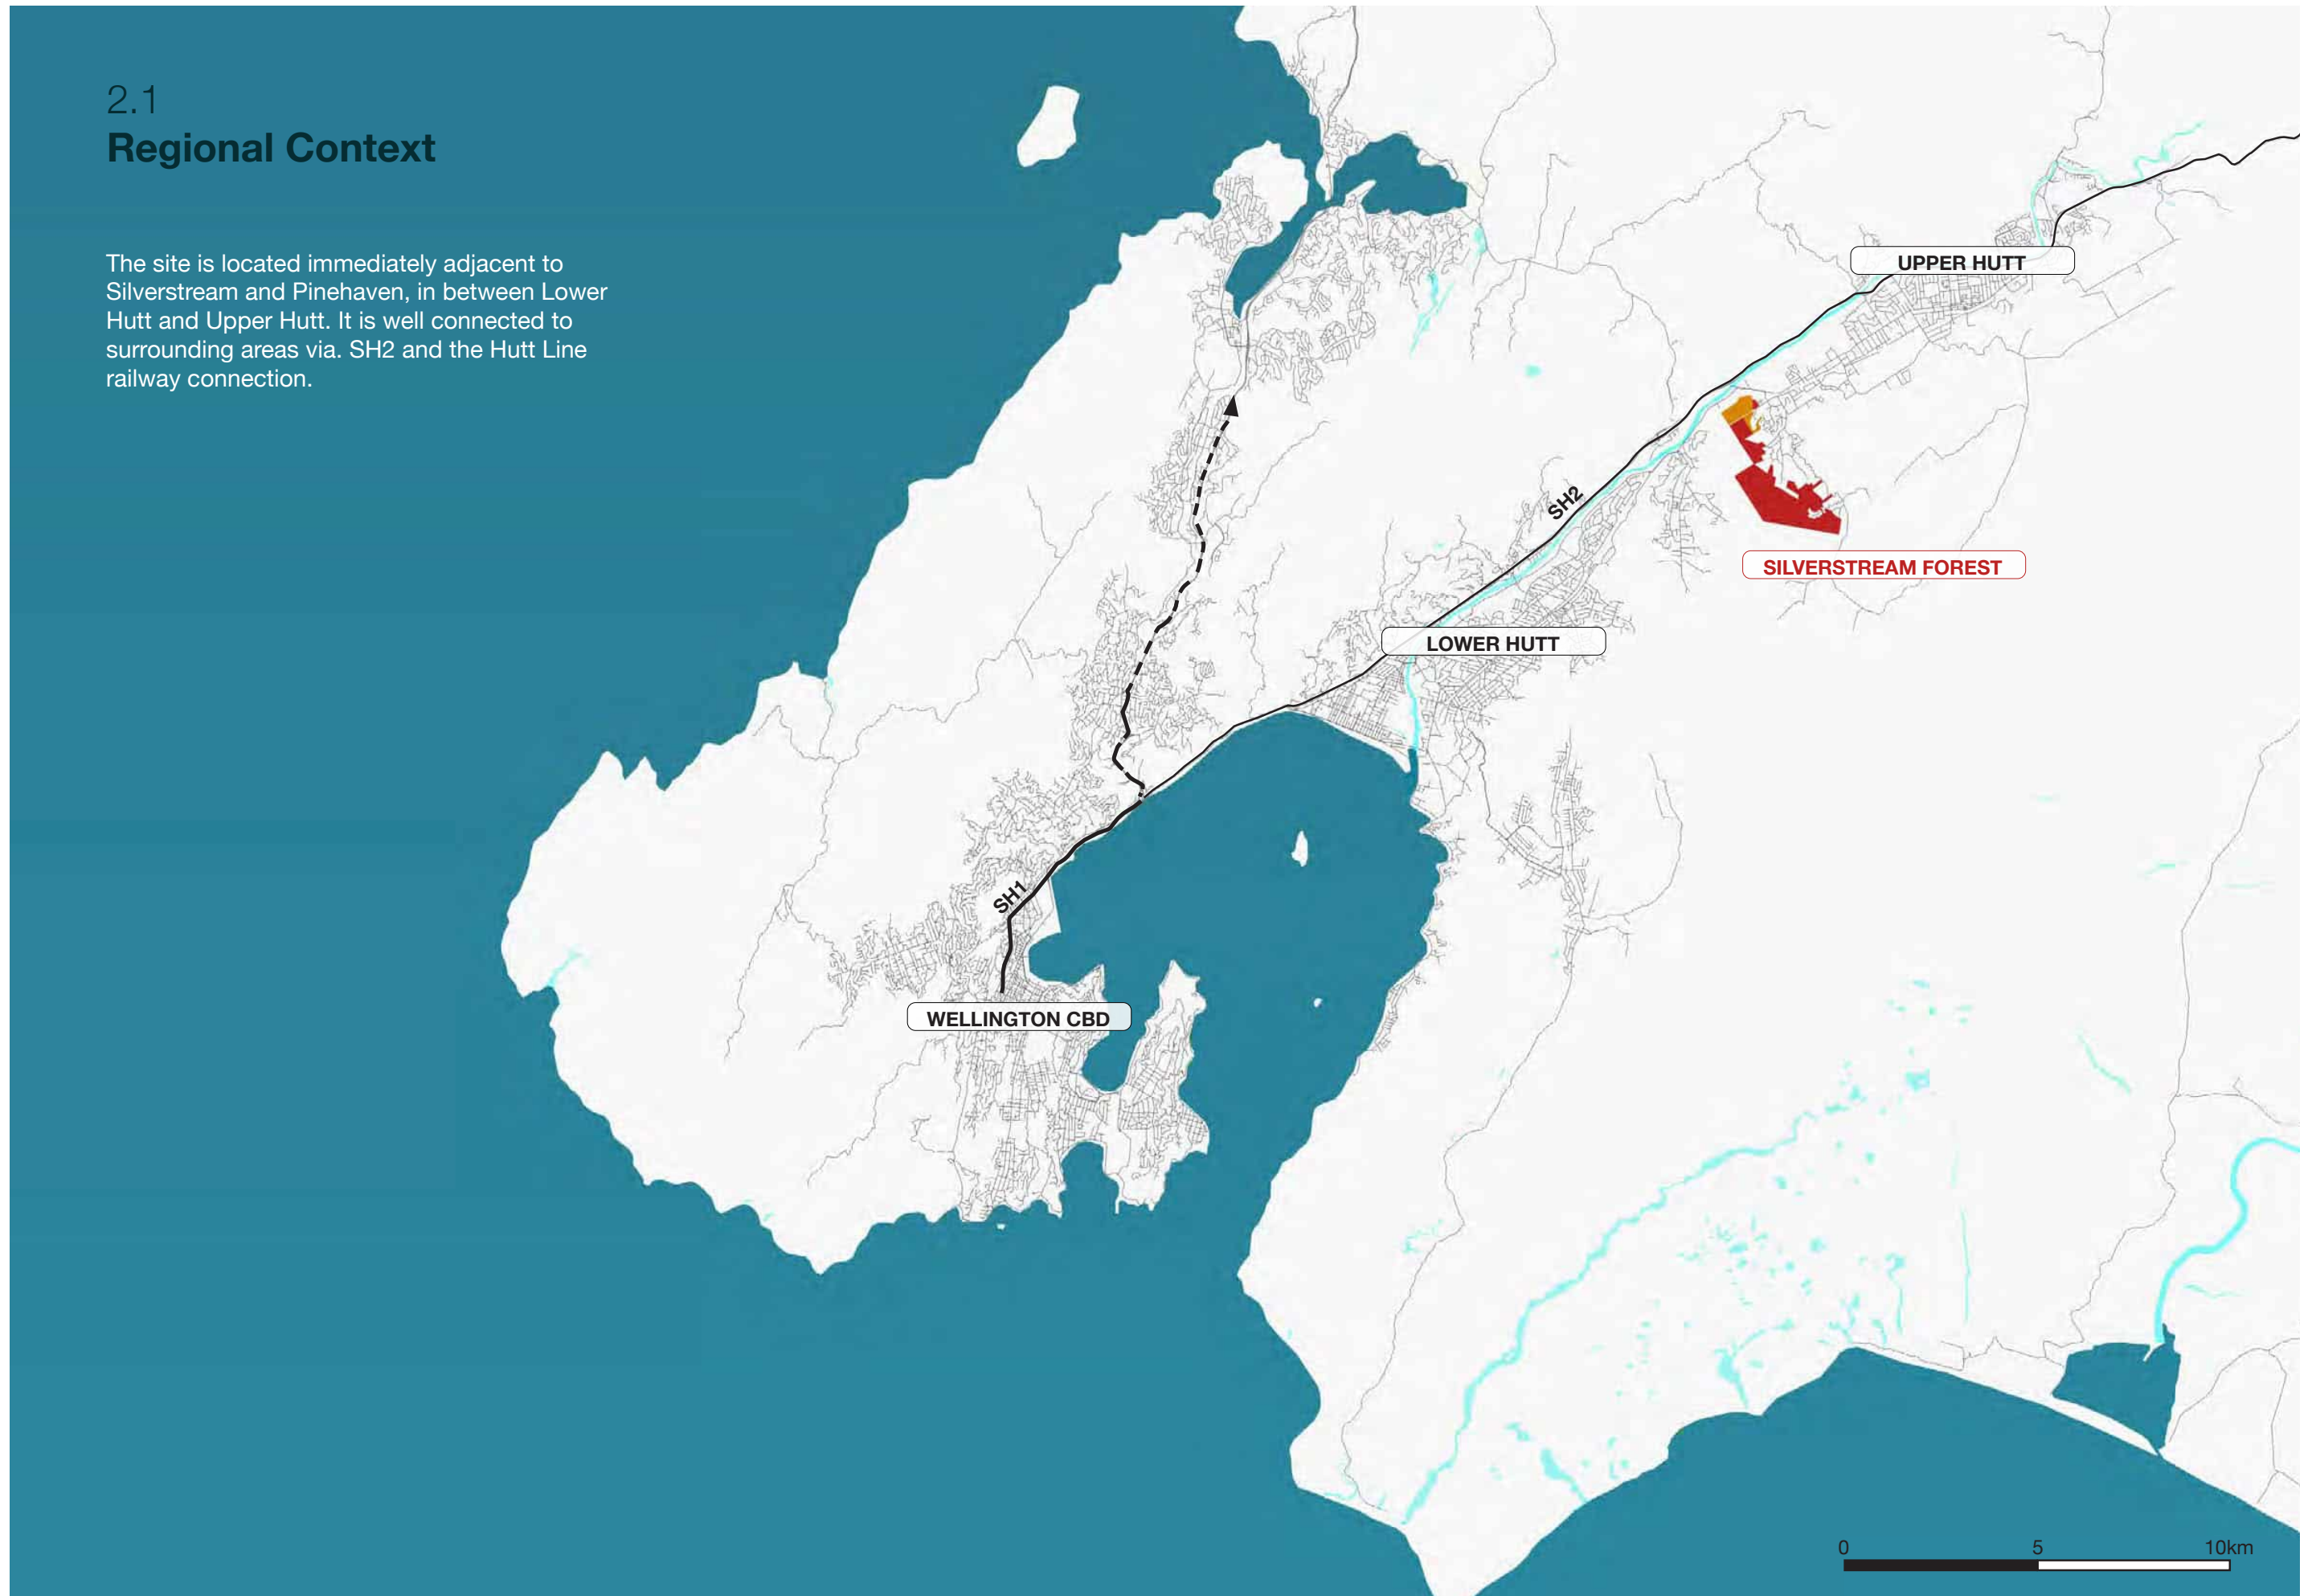 2.1
Regional Context
The site is located immediately adjacent to
Silverstream and Pinehaven, in between Lower
Hutt and Upper Hutt. It is well connected to
surrounding areas via. SH2 and the Hutt Line
railway connection.
UPPER HUTT
SH2
SILVERSTREAM FOREST
LOWER HUTT
SH1
WELLINGTON CBD
0 5 10km